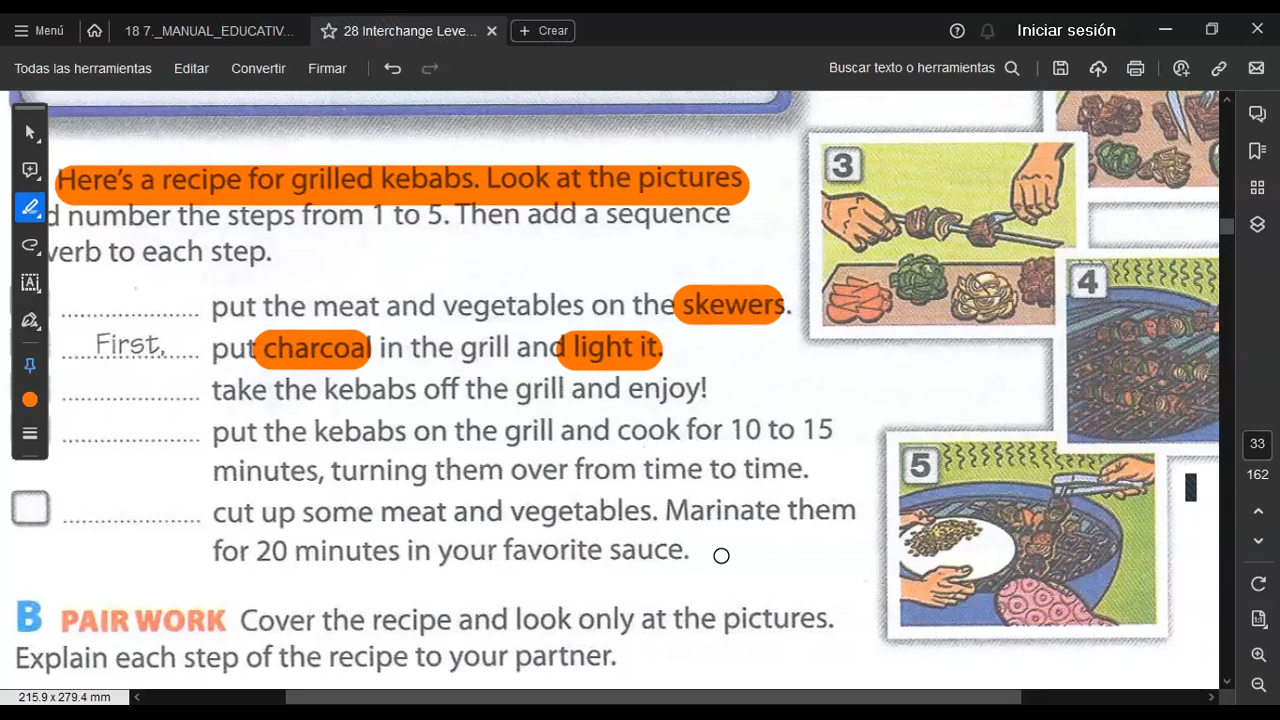 Menú
18 7._MANUAL_EDUCATIV...
28 Interchange Leve...
Crear
Iniciar sesión
Todas las herramientas
Editar
Convertir
Firmar
Buscar texto o herramientas
Here's a recipe for grilled kebabs. Look at the pictures
d number the steps from 1 to 5. Then add a sequence
verb to each step.
put the meat and vegetables on the skewers.
First, put charcoal in the grill and light it.
take the kebabs off the grill and enjoy!
put the kebabs on the grill and cook for 10 to 15
minutes, turning them over from time to time.
cut up some meat and vegetables. Marinate them
for 20 minutes in your favorite sauce.
B PAIR WORK Cover the recipe and look only at the pictures.
Explain each step of the recipe to your partner.
3
4
5
33
162
215.9 x 279.4 mm